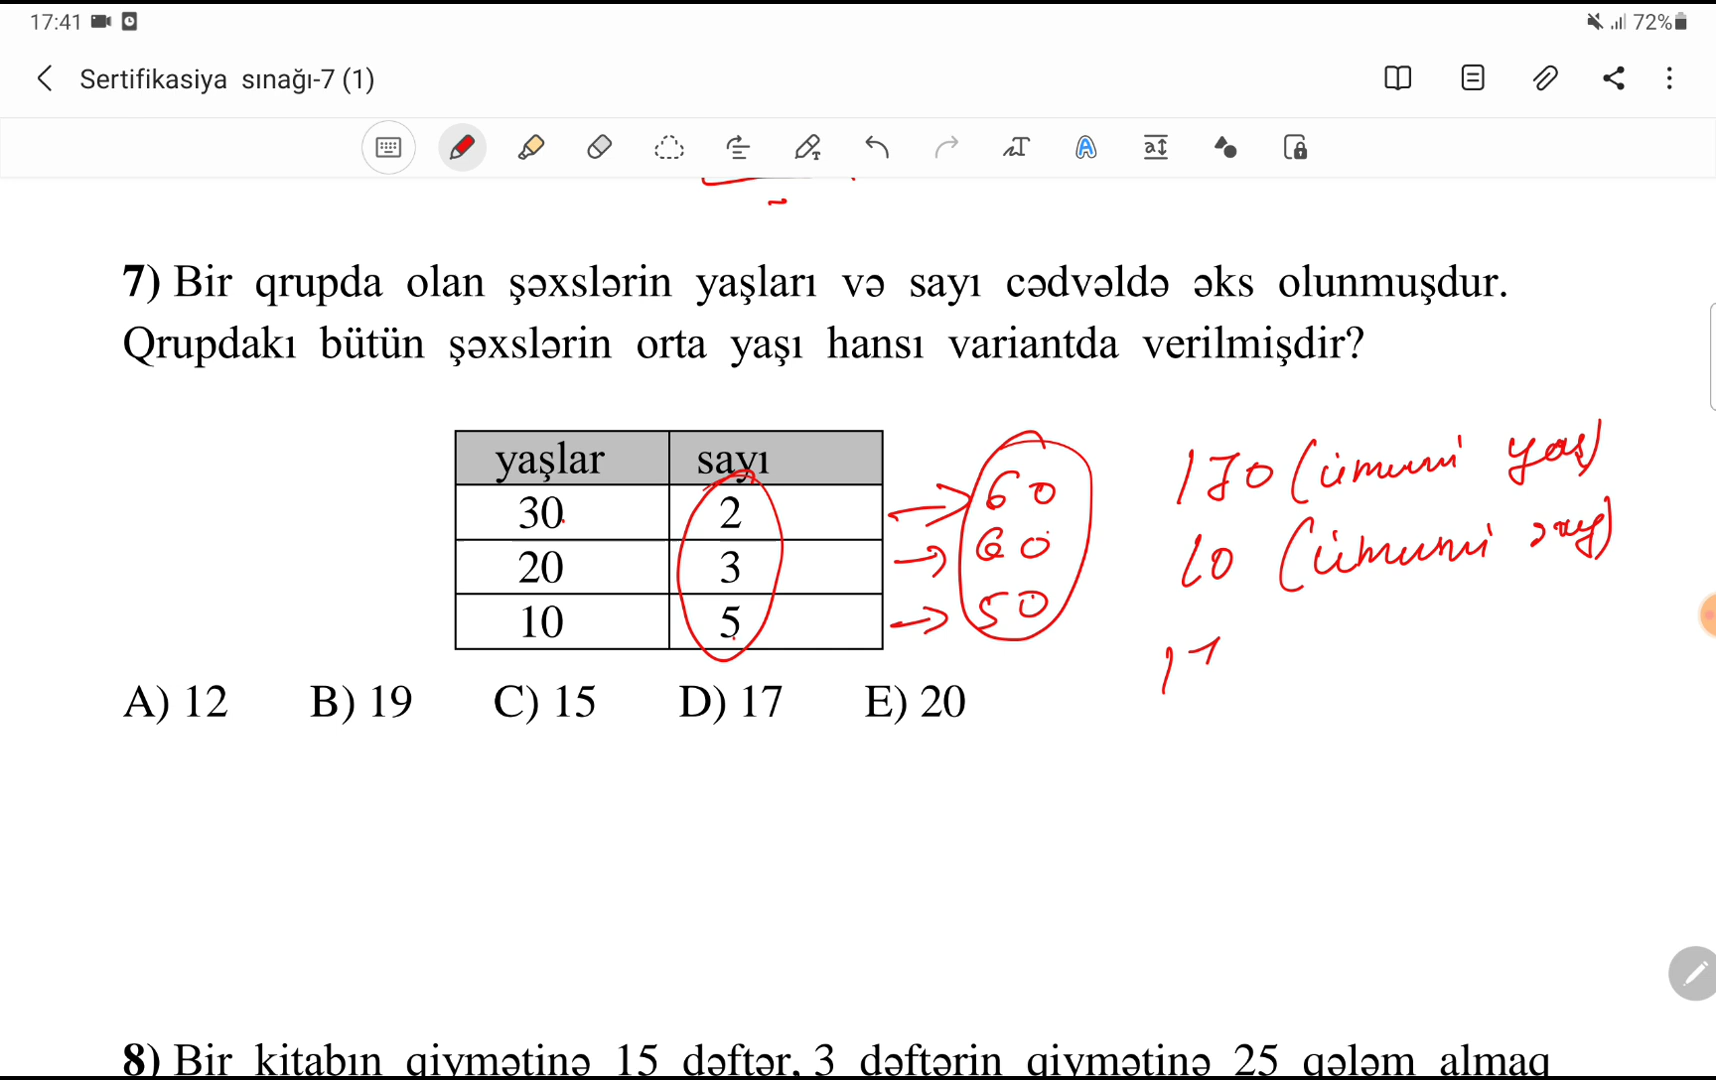 17:41
72%
Sertifikasiya sınağı-7 (1)
7) Bir qrupda olan şəxslərin yaşları və sayı cədvəldə əks olunmuşdur.
Qrupdakı bütün şəxslərin orta yaşı hansı variantda verilmişdir?
yaşlar sayı
30 2 → 60
20 3 → 60
10 5 → 50
170 (ümumi yaş)
10 (ümumi say)
A) 12 B) 19 C) 15 D) 17 E) 20
8) Bir kitabın qiymətinə 15 dəftər, 3 dəftərin qiymətinə 25 qələm almaq